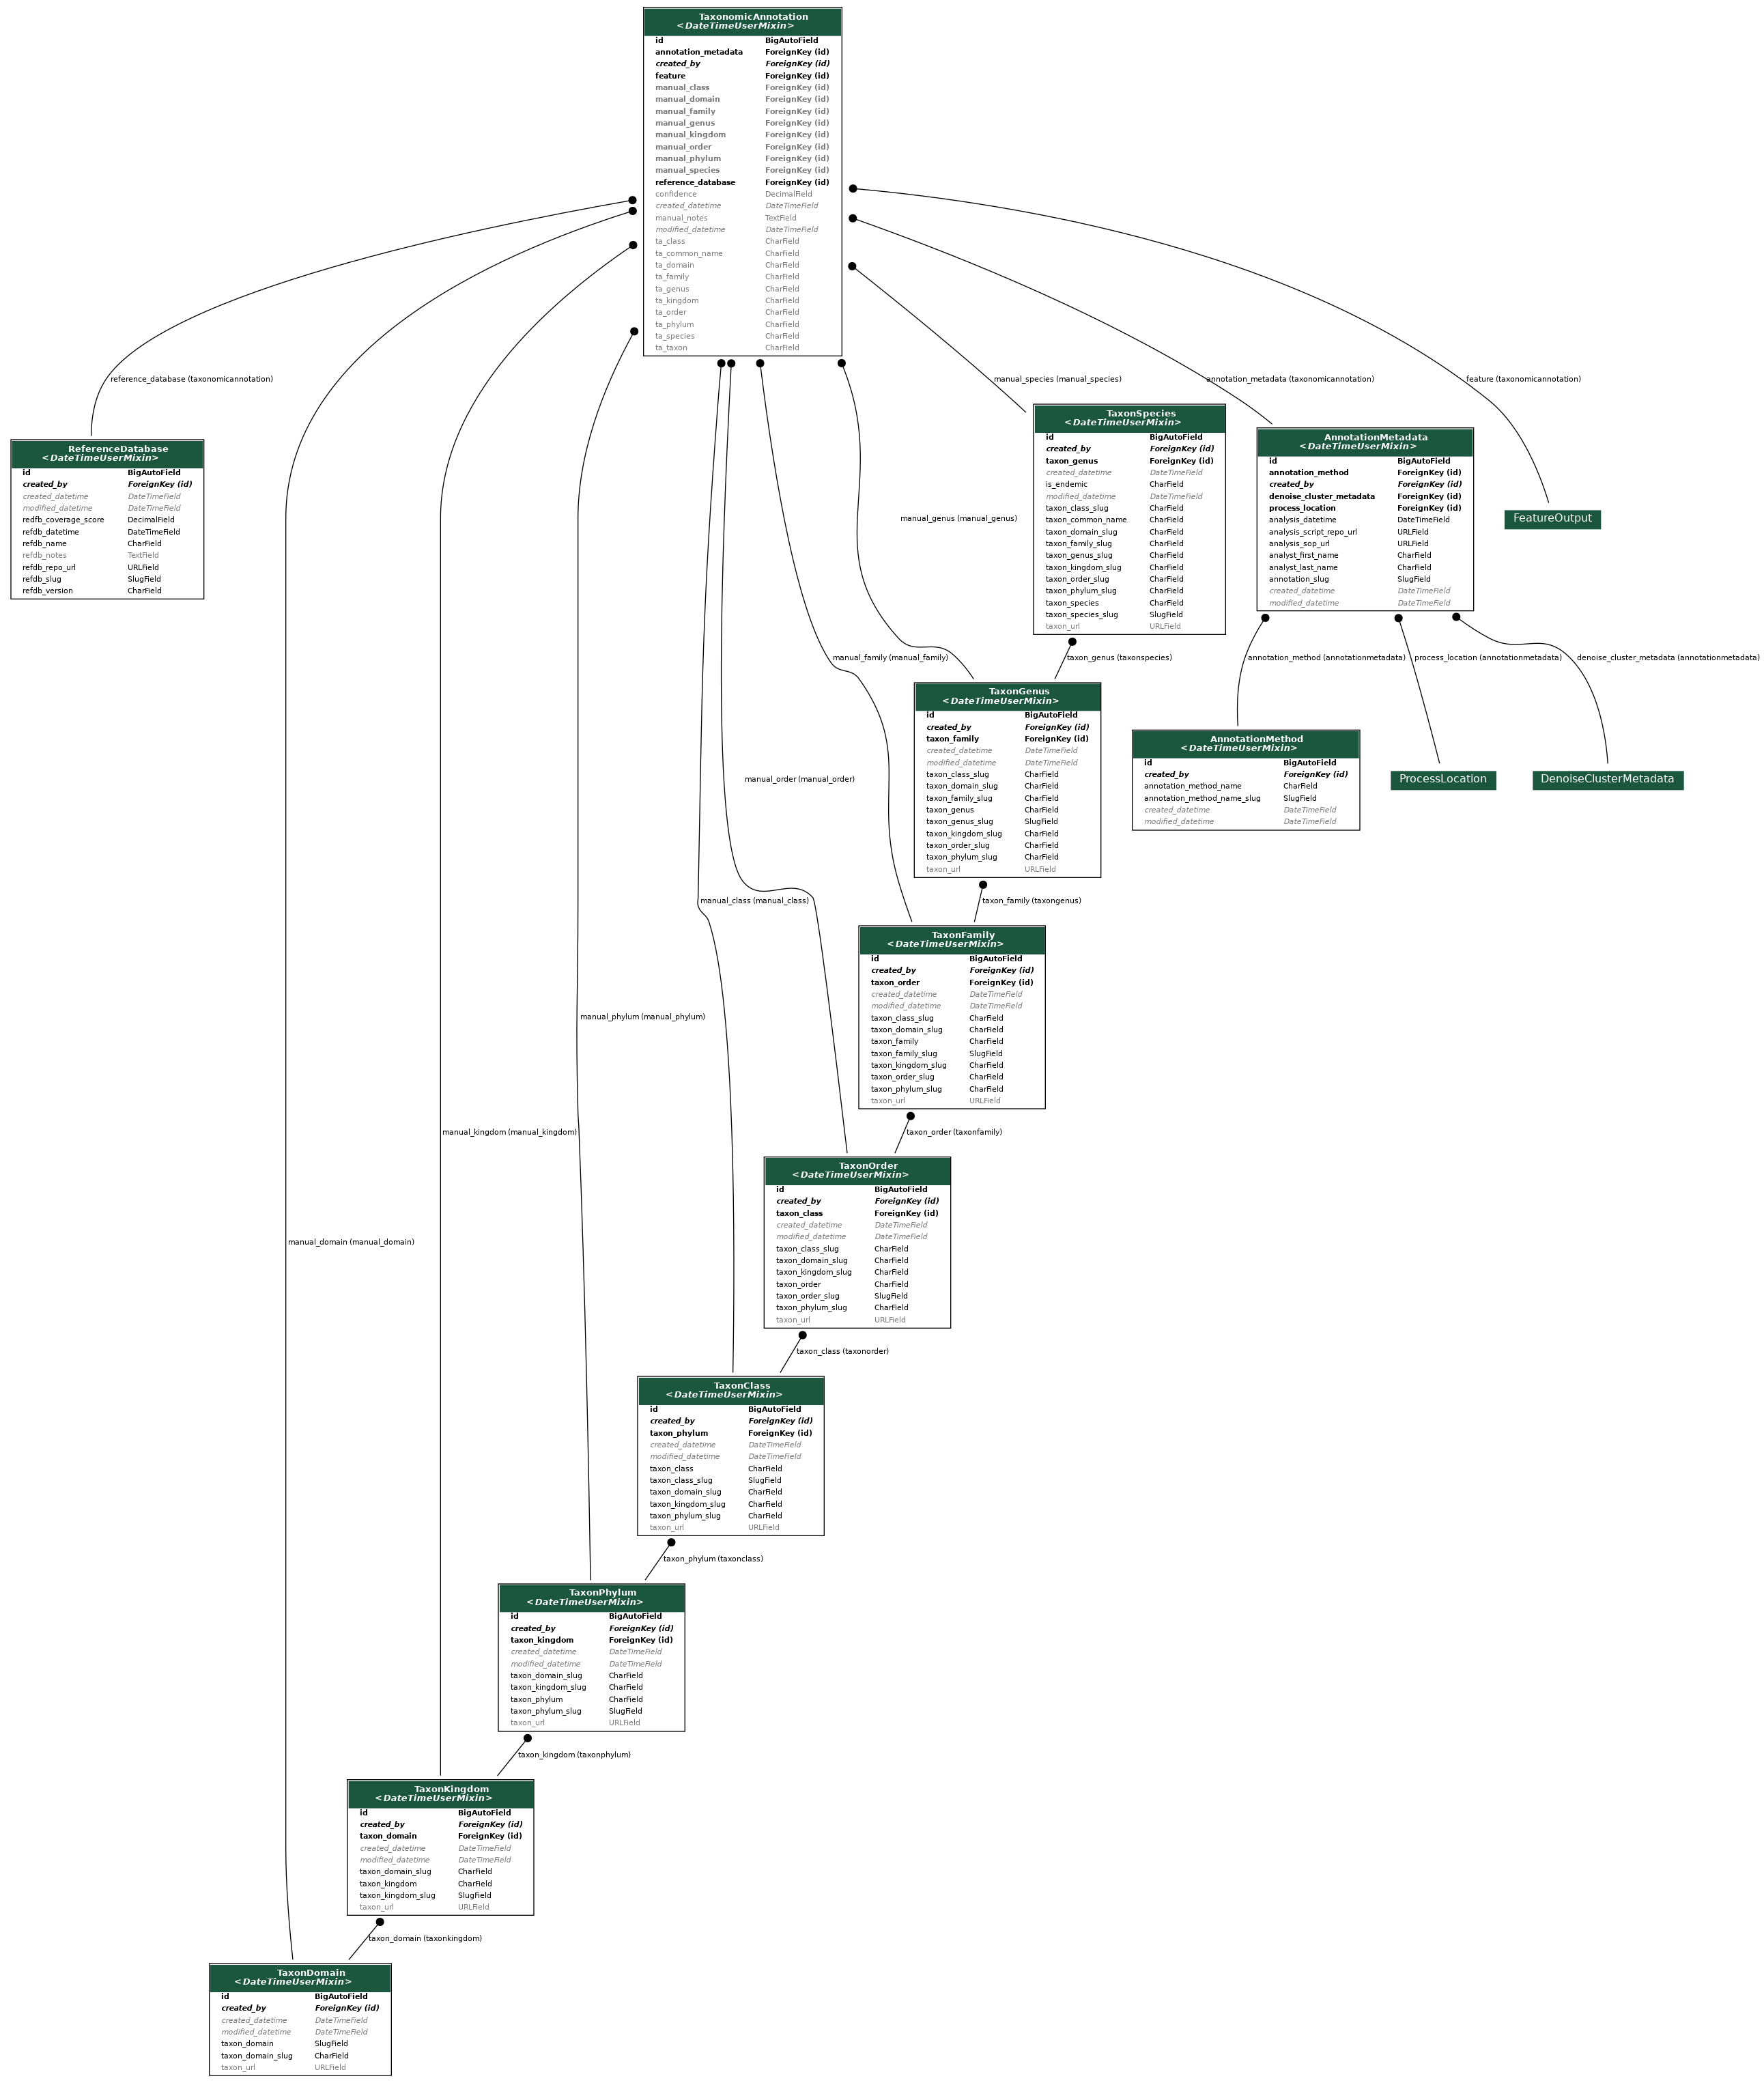 TaxonomicAnnotation
<DateTimeUserMixin>
id BigAutoField
annotation_metadata ForeignKey (id)
created_by ForeignKey (id)
feature ForeignKey (id)
manual_class ForeignKey (id)
manual_domain ForeignKey (id)
manual_family ForeignKey (id)
manual_genus ForeignKey (id)
manual_kingdom ForeignKey (id)
manual_order ForeignKey (id)
manual_phylum ForeignKey (id)
manual_species ForeignKey (id)
reference_database ForeignKey (id)
confidence DecimalField
created_datetime DateTimeField
manual_notes TextField
modified_datetime DateTimeField
ta_class CharField
ta_common_name CharField
ta_domain CharField
ta_family CharField
ta_genus CharField
ta_kingdom CharField
ta_order CharField
ta_phylum CharField
ta_species CharField
ta_taxon CharField
reference_database (taxonomicannotation)
manual_species (manual_species)
annotation_metadata (taxonomicannotation)
feature (taxonomicannotation)
ReferenceDatabase
<DateTimeUserMixin>
id BigAutoField
created_by ForeignKey (id)
created_datetime DateTimeField
modified_datetime DateTimeField
redfb_coverage_score DecimalField
refdb_datetime DateTimeField
refdb_name CharField
refdb_notes TextField
refdb_repo_url URLField
refdb_slug SlugField
refdb_version CharField
manual_genus (manual_genus)
TaxonSpecies
<DateTimeUserMixin>
id BigAutoField
created_by ForeignKey (id)
taxon_genus ForeignKey (id)
created_datetime DateTimeField
is_endemic CharField
modified_datetime DateTimeField
taxon_class_slug CharField
taxon_common_name CharField
taxon_domain_slug CharField
taxon_family_slug CharField
taxon_genus_slug CharField
taxon_kingdom_slug CharField
taxon_order_slug CharField
taxon_phylum_slug CharField
taxon_species CharField
taxon_species_slug SlugField
taxon_url URLField
AnnotationMetadata
<DateTimeUserMixin>
id BigAutoField
annotation_method ForeignKey (id)
created_by ForeignKey (id)
denoise_cluster_metadata ForeignKey (id)
process_location ForeignKey (id)
analysis_datetime DateTimeField
analysis_script_repo_url URLField
analysis_sop_url URLField
analyst_first_name CharField
analyst_last_name CharField
annotation_slug SlugField
created_datetime DateTimeField
modified_datetime DateTimeField
FeatureOutput
manual_family (manual_family)
taxon_genus (taxonspecies)
annotation_method (annotationmetadata)
process_location (annotationmetadata)
denoise_cluster_metadata (annotationmetadata)
TaxonGenus
<DateTimeUserMixin>
id BigAutoField
created_by ForeignKey (id)
taxon_family ForeignKey (id)
created_datetime DateTimeField
modified_datetime DateTimeField
taxon_class_slug CharField
taxon_domain_slug CharField
taxon_family_slug CharField
taxon_genus CharField
taxon_genus_slug SlugField
taxon_kingdom_slug CharField
taxon_order_slug CharField
taxon_phylum_slug CharField
taxon_url URLField
AnnotationMethod
<DateTimeUserMixin>
id BigAutoField
created_by ForeignKey (id)
annotation_method_name CharField
annotation_method_name_slug SlugField
created_datetime DateTimeField
modified_datetime DateTimeField
ProcessLocation
DenoiseClusterMetadata
manual_order (manual_order)
manual_class (manual_class)
taxon_family (taxongenus)
TaxonFamily
<DateTimeUserMixin>
id BigAutoField
created_by ForeignKey (id)
taxon_order ForeignKey (id)
created_datetime DateTimeField
modified_datetime DateTimeField
taxon_class_slug CharField
taxon_domain_slug CharField
taxon_family CharField
taxon_family_slug SlugField
taxon_kingdom_slug CharField
taxon_order_slug CharField
taxon_phylum_slug CharField
taxon_url URLField
manual_phylum (manual_phylum)
manual_kingdom (manual_kingdom)
taxon_order (taxonfamily)
TaxonOrder
<DateTimeUserMixin>
id BigAutoField
created_by ForeignKey (id)
taxon_class ForeignKey (id)
created_datetime DateTimeField
modified_datetime DateTimeField
taxon_class_slug CharField
taxon_domain_slug CharField
taxon_kingdom_slug CharField
taxon_order CharField
taxon_order_slug SlugField
taxon_phylum_slug CharField
taxon_url URLField
manual_domain (manual_domain)
taxon_class (taxonorder)
TaxonClass
<DateTimeUserMixin>
id BigAutoField
created_by ForeignKey (id)
taxon_phylum ForeignKey (id)
created_datetime DateTimeField
modified_datetime DateTimeField
taxon_class CharField
taxon_class_slug SlugField
taxon_domain_slug CharField
taxon_kingdom_slug CharField
taxon_phylum_slug CharField
taxon_url URLField
taxon_phylum (taxonclass)
TaxonPhylum
<DateTimeUserMixin>
id BigAutoField
created_by ForeignKey (id)
taxon_kingdom ForeignKey (id)
created_datetime DateTimeField
modified_datetime DateTimeField
taxon_domain_slug CharField
taxon_kingdom_slug CharField
taxon_phylum CharField
taxon_phylum_slug SlugField
taxon_url URLField
taxon_kingdom (taxonphylum)
TaxonKingdom
<DateTimeUserMixin>
id BigAutoField
created_by ForeignKey (id)
taxon_domain ForeignKey (id)
created_datetime DateTimeField
modified_datetime DateTimeField
taxon_domain_slug CharField
taxon_kingdom CharField
taxon_kingdom_slug SlugField
taxon_url URLField
taxon_domain (taxonkingdom)
TaxonDomain
<DateTimeUserMixin>
id BigAutoField
created_by ForeignKey (id)
created_datetime DateTimeField
modified_datetime DateTimeField
taxon_domain SlugField
taxon_domain_slug CharField
taxon_url URLField